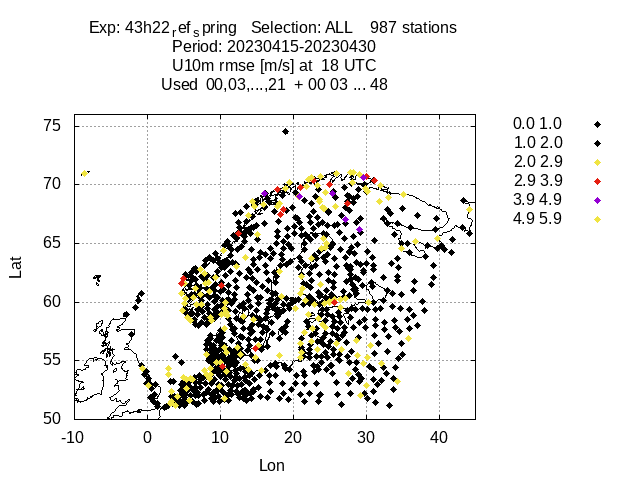 Exp: 43h22ref spring   Selection: ALL    987 stations
Period: 20230415-20230430
U10m rmse [m/s] at  18 UTC
Used  00,03,...,21  + 00 03 ... 48
75
70
65
60
55
50
Lat
-10 0 10 20 30 40
Lon
0.0 1.0
1.0 2.0
2.0 2.9
2.9 3.9
3.9 4.9
4.9 5.9